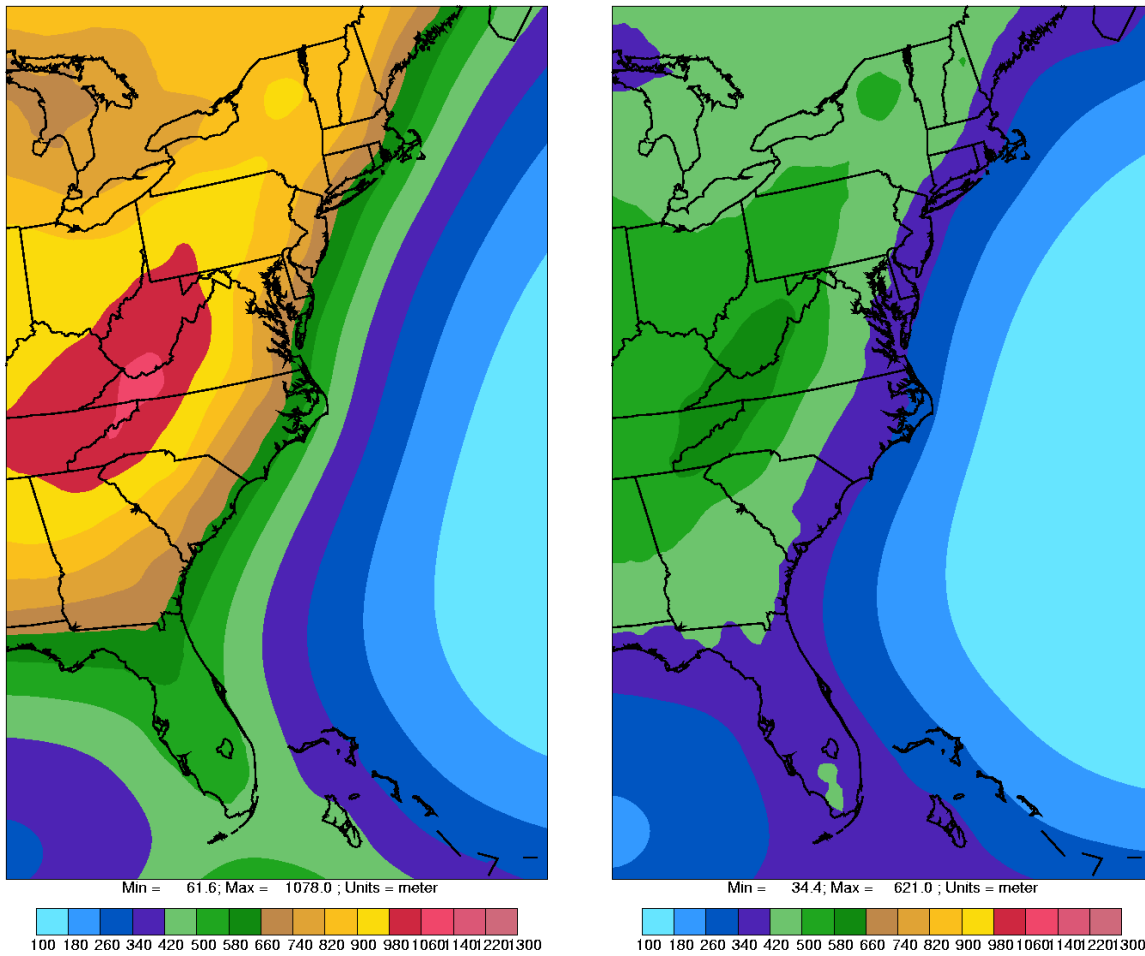 Min = 61.6; Max = 1078.0 ; Units = meter
Min = 34.4; Max = 621.0 ; Units = meter
100 180 260 340 420 500 580 660 740 820 900 980 1060 1140 1220 1300
100 180 260 340 420 500 580 660 740 820 900 980 1060 1140 1220 1300